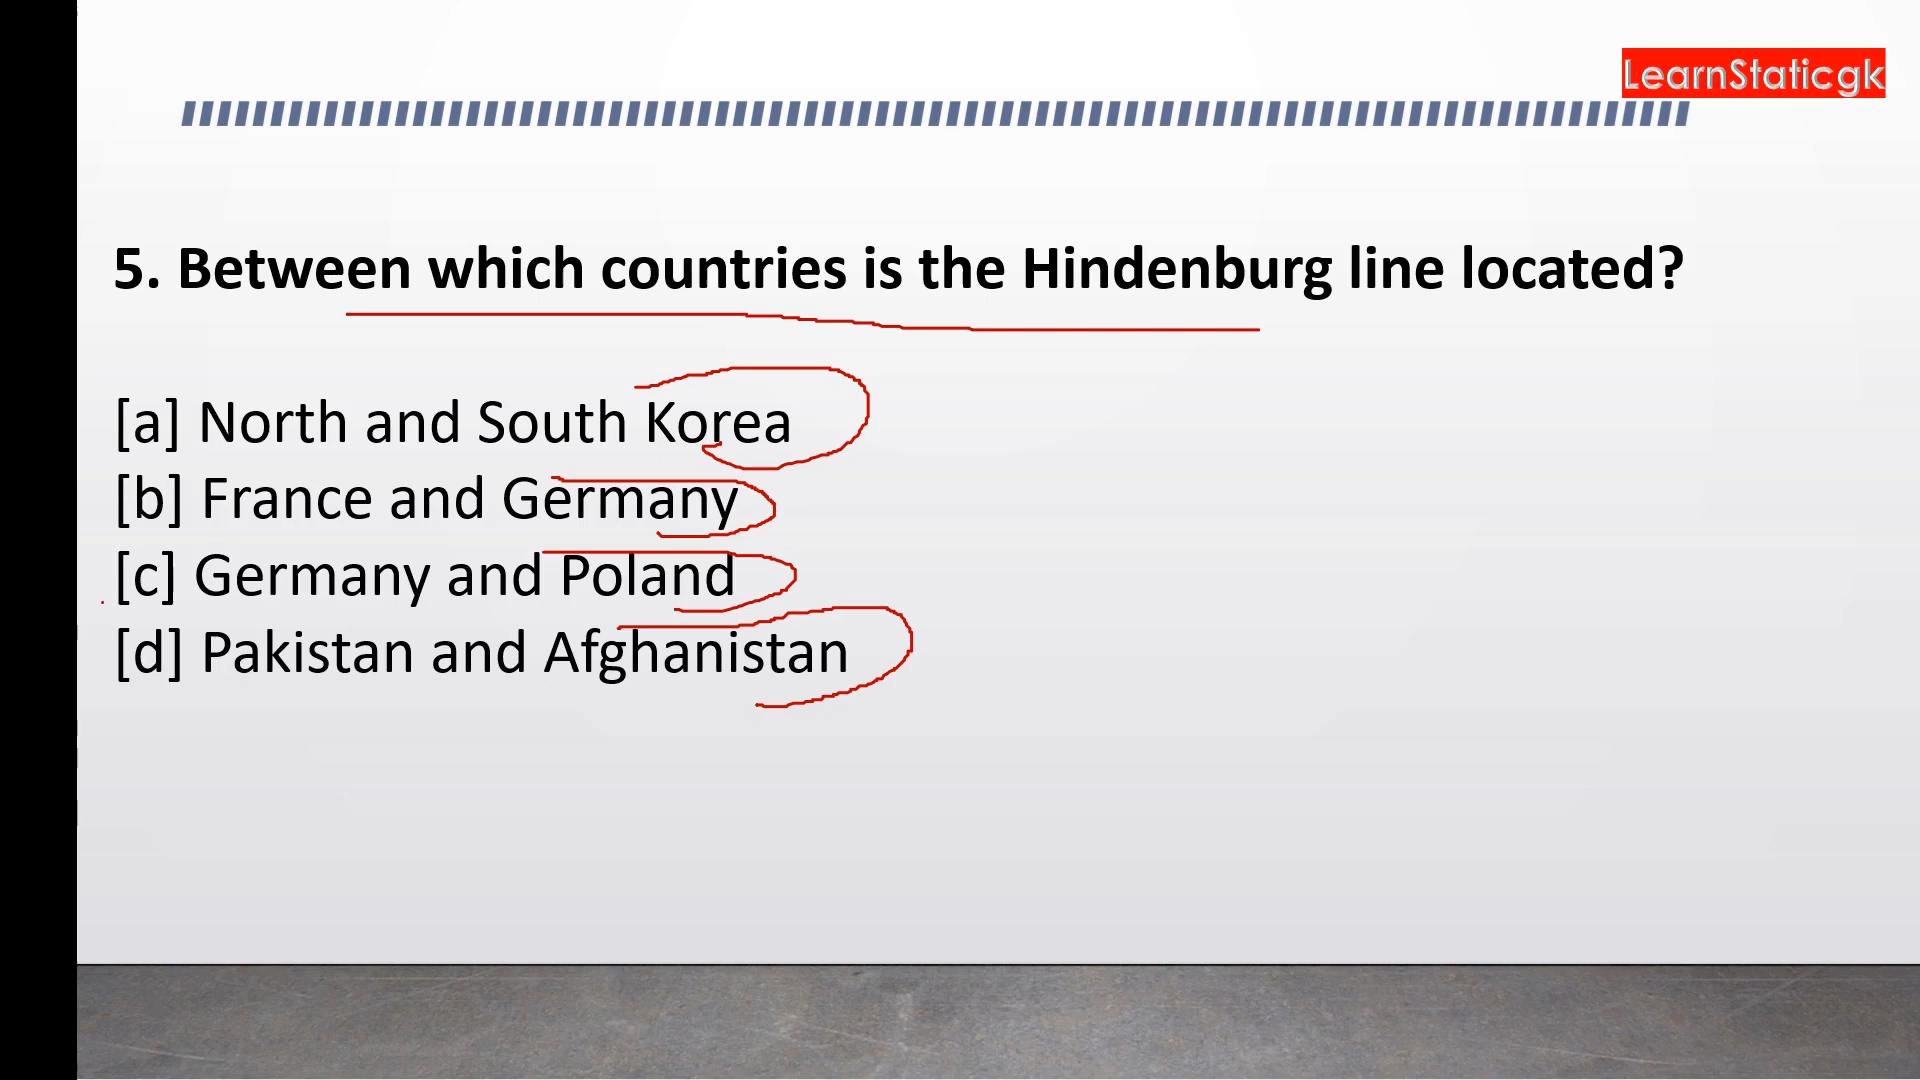 LearnStaticgk
5. Between which countries is the Hindenburg line located?
[a] North and South Korea
[b] France and Germany
[c] Germany and Poland
[d] Pakistan and Afghanistan